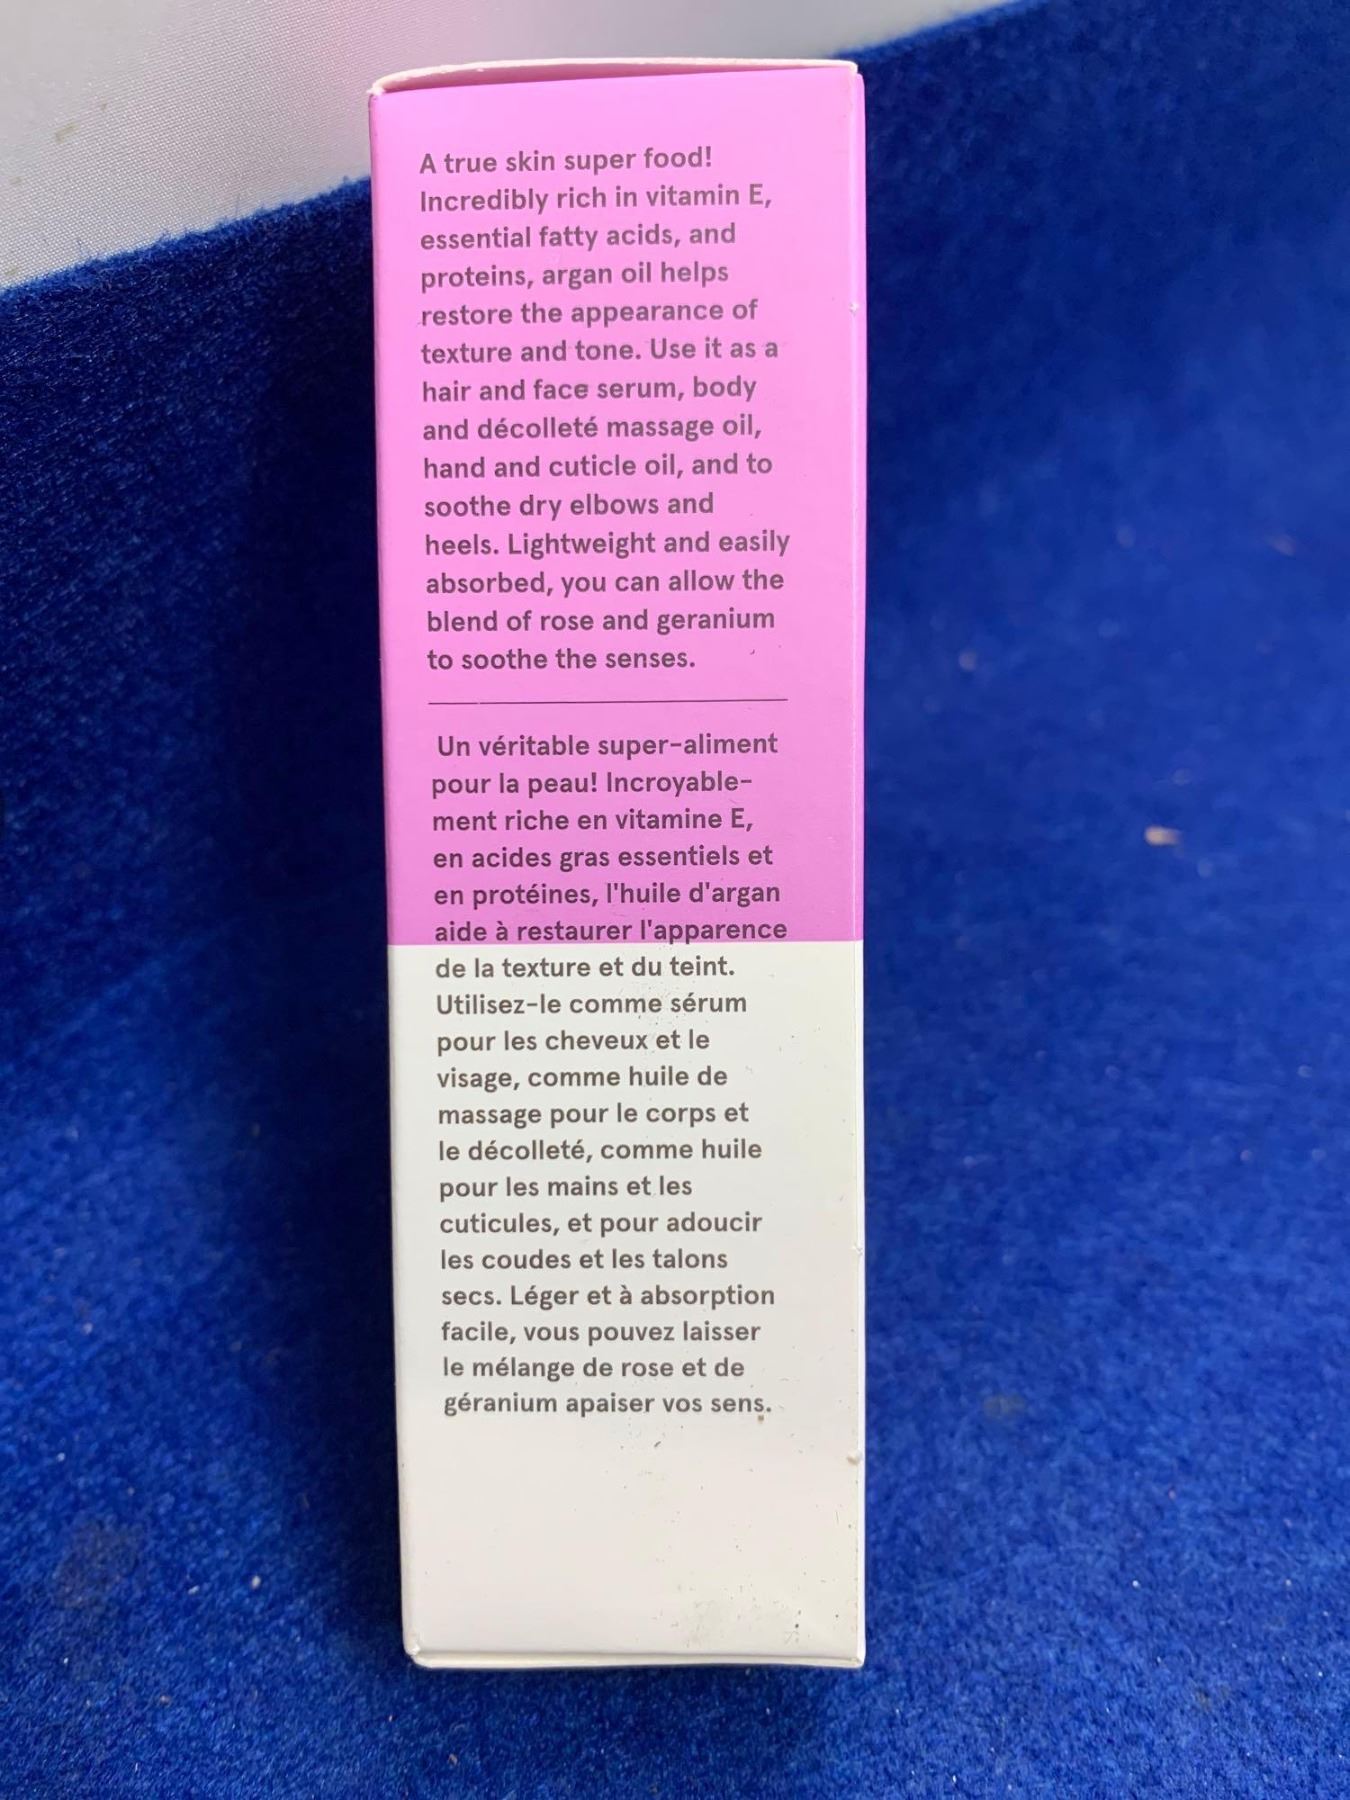 A true skin super food!
Incredibly rich in vitamin E,
essential fatty acids, and
proteins, argan oil helps
restore the appearance of
texture and tone. Use it as a
hair and face serum, body
and décolleté massage oil,
hand and cuticle oil, and to
soothe dry elbows and
heels. Lightweight and easily
absorbed, you can allow the
blend of rose and geranium
to soothe the senses.
Un véritable super-aliment
pour la peau! Incroyable-
ment riche en vitamine E,
en acides gras essentiels et
en protéines, l'huile d'argan
aide à restaurer l'apparence
de la texture et du teint.
Utilisez-le comme sérum
pour les cheveux et le
visage, comme huile de
massage pour le corps et
le décolleté, comme huile
pour les mains et les
cuticules, et pour adoucir
les coudes et les talons
secs. Léger et à absorption
facile, vous pouvez laisser
le mélange de rose et de
géranium apaiser vos sens.